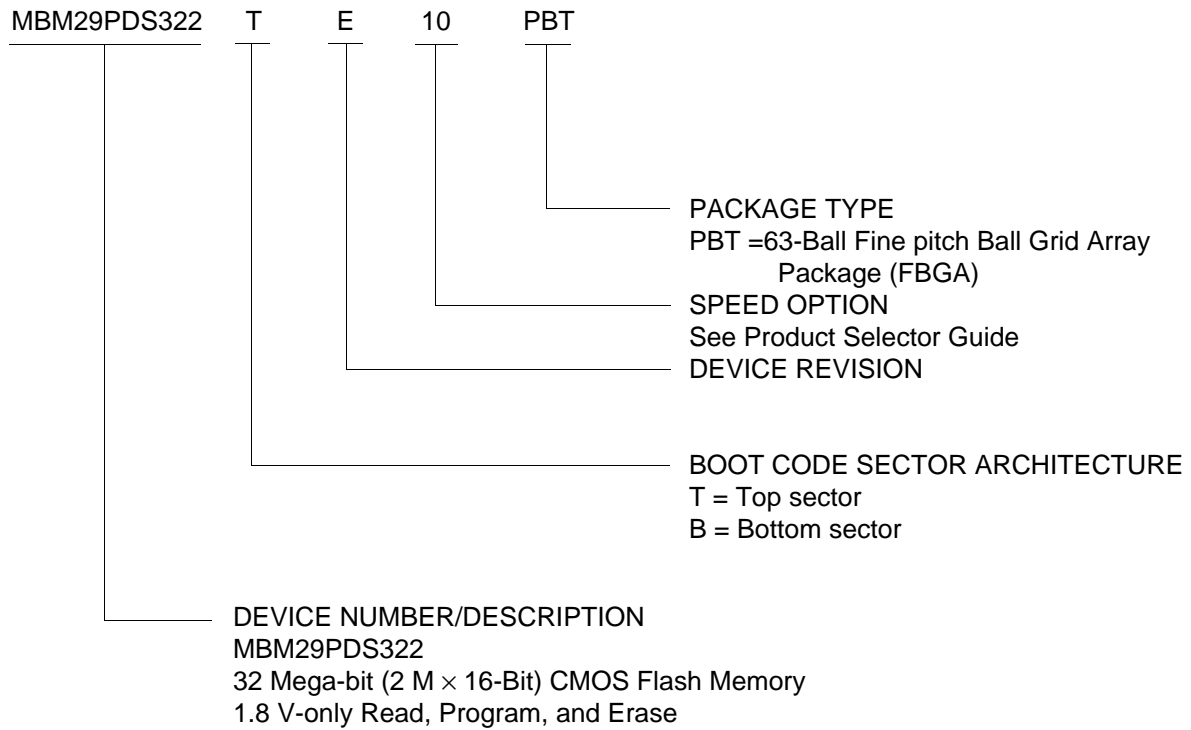 MBM29PDS322 T E 10 PBT
PACKAGE TYPE
PBT =63-Ball Fine pitch Ball Grid Array
Package (FBGA)
SPEED OPTION
See Product Selector Guide
DEVICE REVISION
BOOT CODE SECTOR ARCHITECTURE
T = Top sector
B = Bottom sector
DEVICE NUMBER/DESCRIPTION
MBM29PDS322
32 Mega-bit (2 M × 16-Bit) CMOS Flash Memory
1.8 V-only Read, Program, and Erase